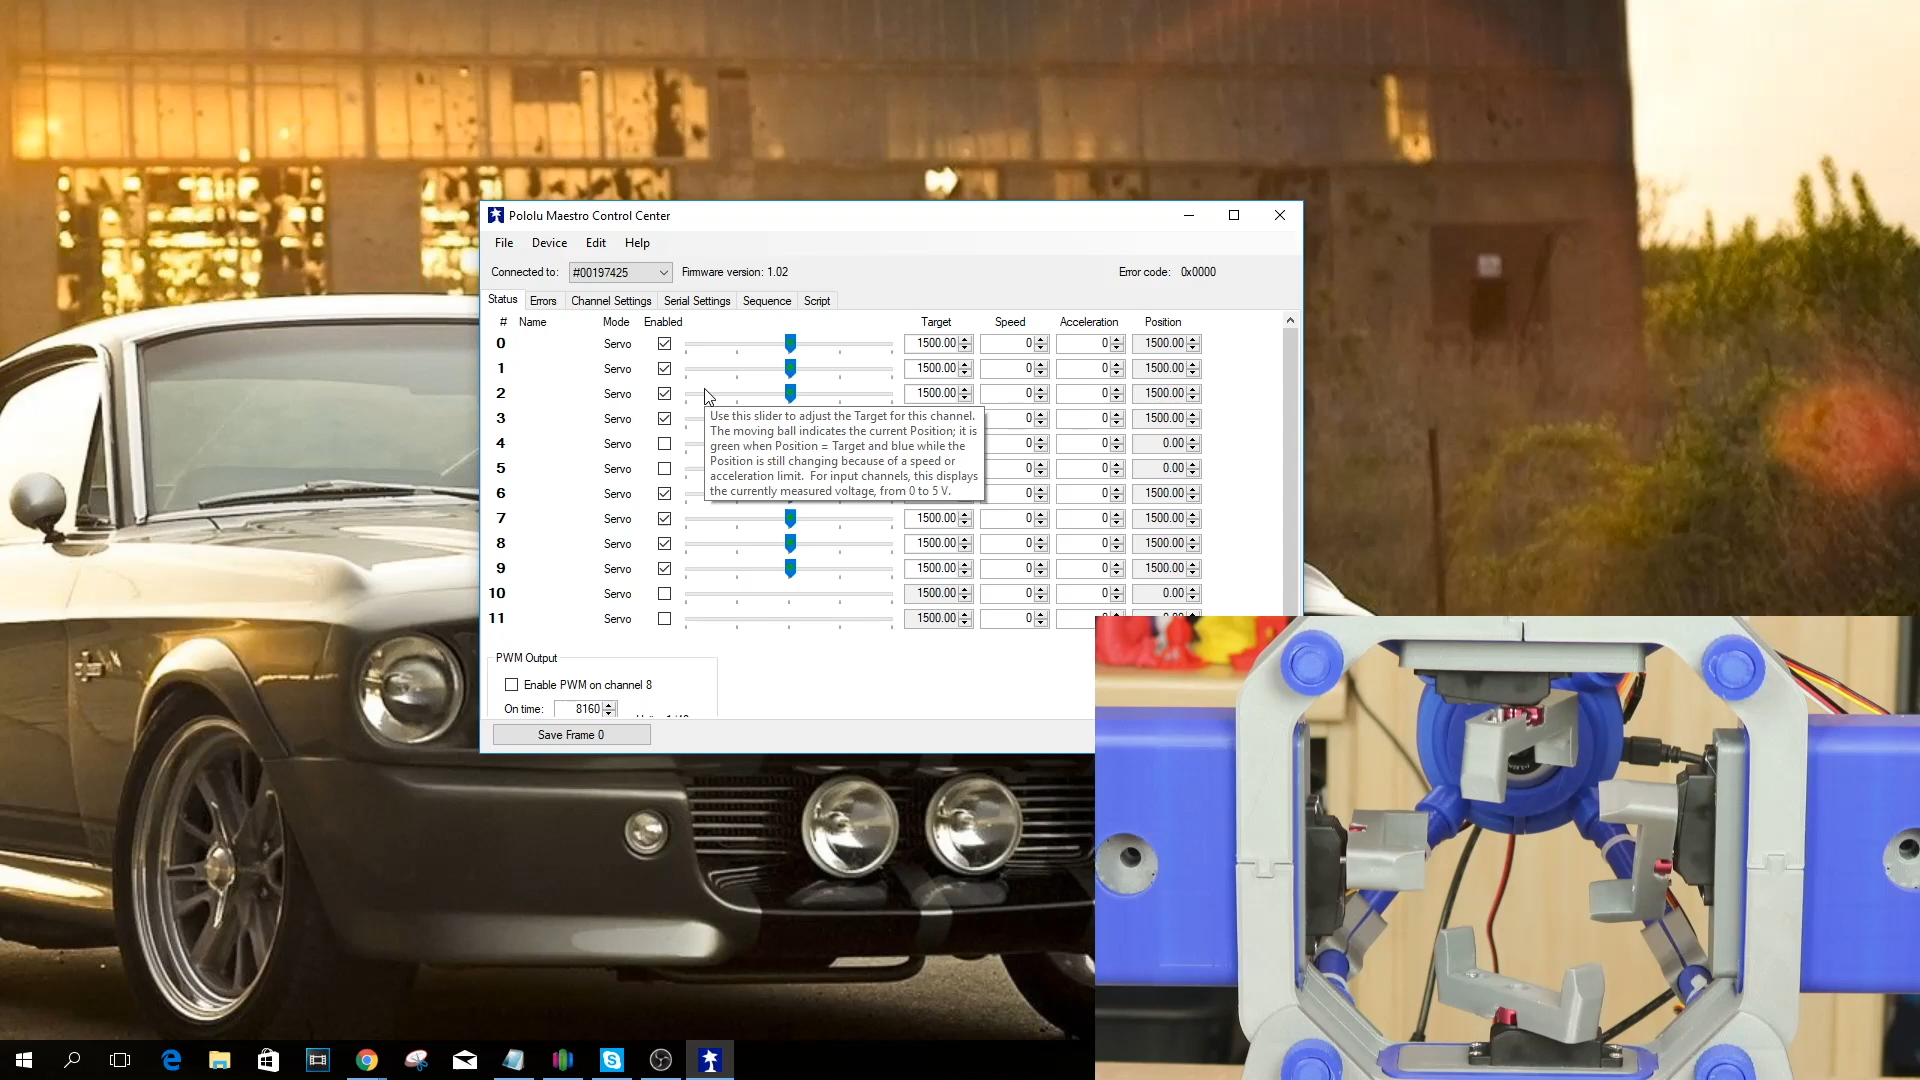 Pololu Maestro Control Center
File Device Edit Help
Connected to: #00197425 Firmware version: 1.02 Error code: 0x0000
Status Errors Channel Settings Serial Settings Sequence Script
# Name Mode Enabled Target Speed Acceleration Position
0 Servo 1500.00 0 0 1500.00
1 Servo 1500.00 0 0 1500.00
2 Servo 1500.00 0 0 1500.00
3 Servo 0 0 1500.00
4 Servo 0 0 0.00
5 Servo 0 0 0.00
6 Servo 0 0 1500.00
Use this slider to adjust the Target for this channel.
The moving ball indicates the current Position; it is
green when Position = Target and blue while the
Position is still changing because of a speed or
acceleration limit. For input channels, this displays
the currently measured voltage, from 0 to 5 V.
7 Servo 1500.00 0 0 1500.00
8 Servo 1500.00 0 0 1500.00
9 Servo 1500.00 0 0 1500.00
10 Servo 1500.00 0 0 0.00
11 Servo 1500.00 0
PWM Output
Enable PWM on channel 8
On time: 8160
Save Frame 0